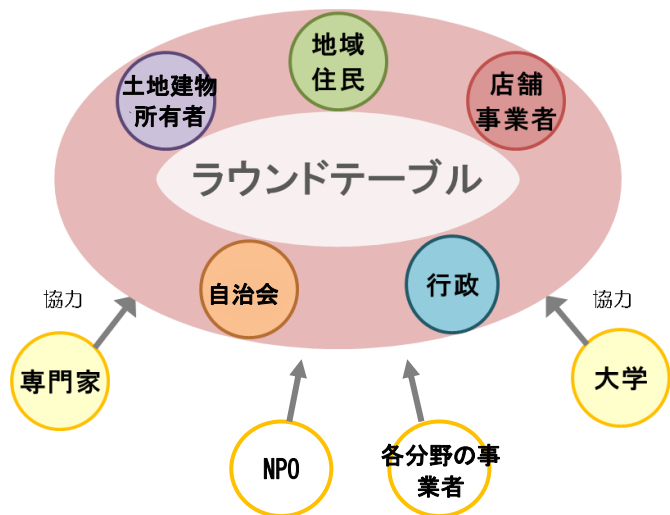 地域
住民
土地建物
所有者
店舗
事業者
ラウンドテーブル
自治会
行政
協力
協力
専門家
大学
NPO
各分野の事
業者